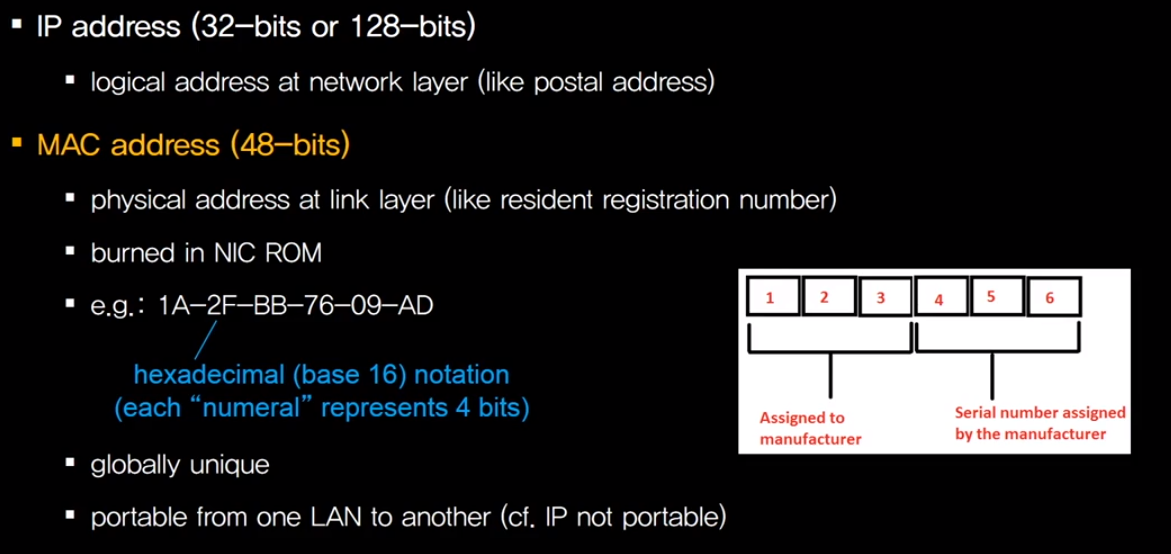 ▪ IP address (32-bits or 128-bits)
▪ logical address at network layer (like postal address)
▪ MAC address (48-bits)
▪ physical address at link layer (like resident registration number)
▪ burned in NIC ROM
▪ e.g.: 1A-2F-BB-76-09-AD
hexadecimal (base 16) notation
(each “numeral” represents 4 bits)
1 2 3 4 5 6
Assigned to
manufacturer
Serial number assigned
by the manufacturer
▪ globally unique
▪ portable from one LAN to another (cf. IP not portable)